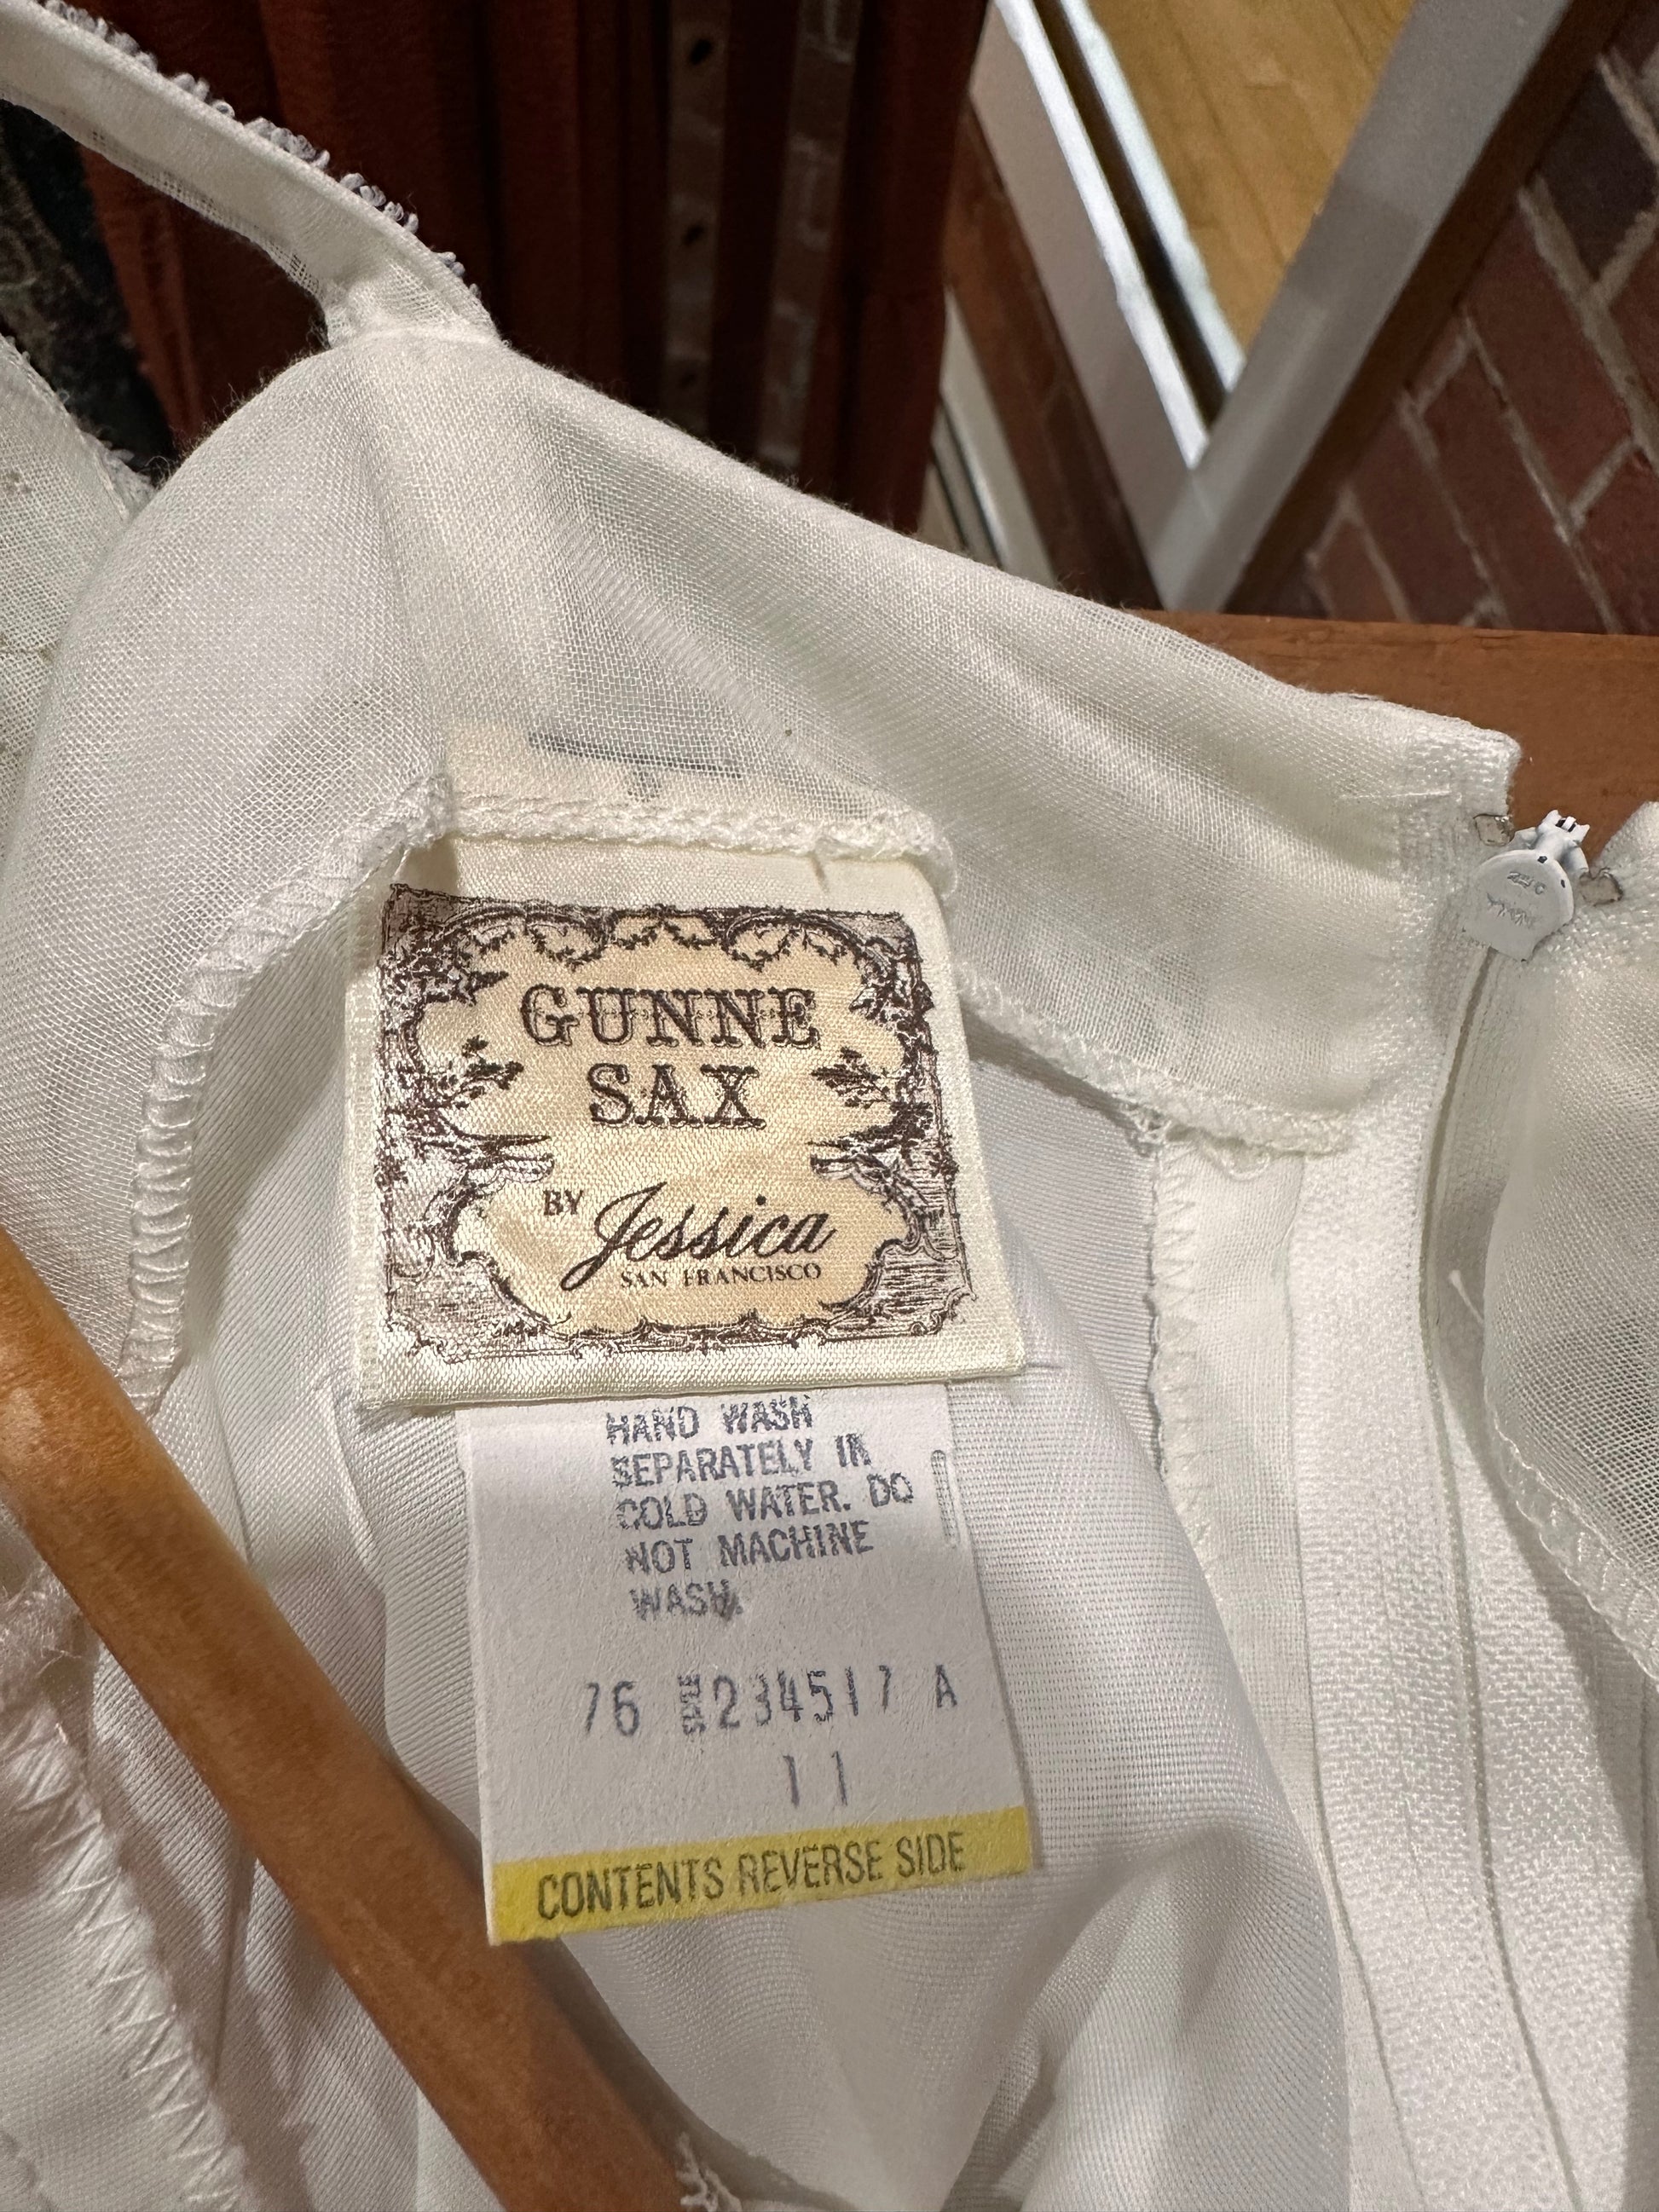 GUNNE
SAX
BY Jessica
SAN FRANCISCO
HAND WASH
SEPARATELY IN
COLD WATER. DO
NOT MACHINE
WASH.
76 STYLE 234517 A
11
CONTENTS REVERSE SIDE